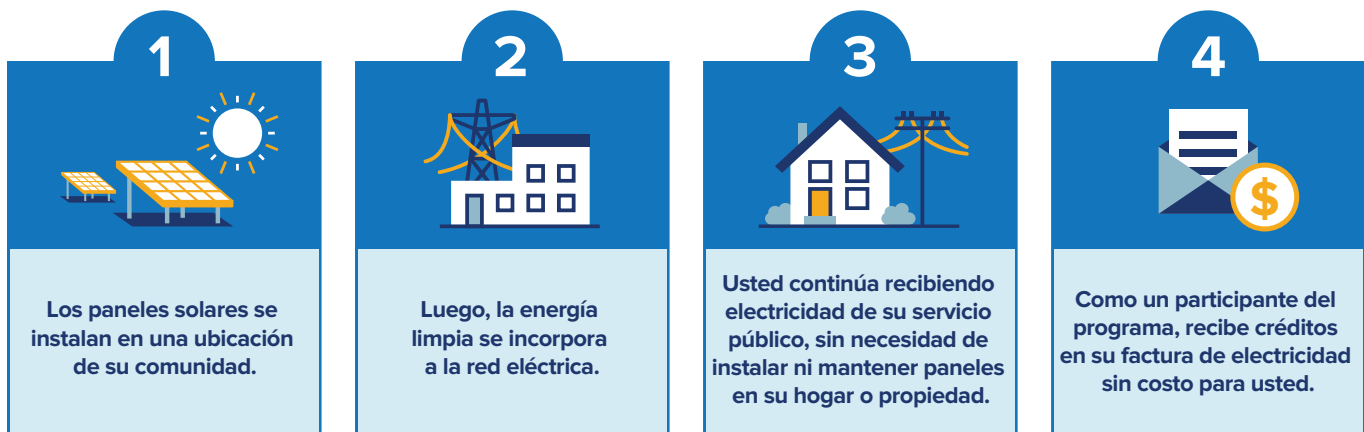 1
Los paneles solares se
instalan en una ubicación
de su comunidad.
2
Luego, la energía
limpia se incorpora
a la red eléctrica.
3
Usted continúa recibiendo
electricidad de su servicio
público, sin necesidad de
instalar ni mantener paneles
en su hogar o propiedad.
4
$
Como un participante del
programa, recibe créditos
en su factura de electricidad
sin costo para usted.